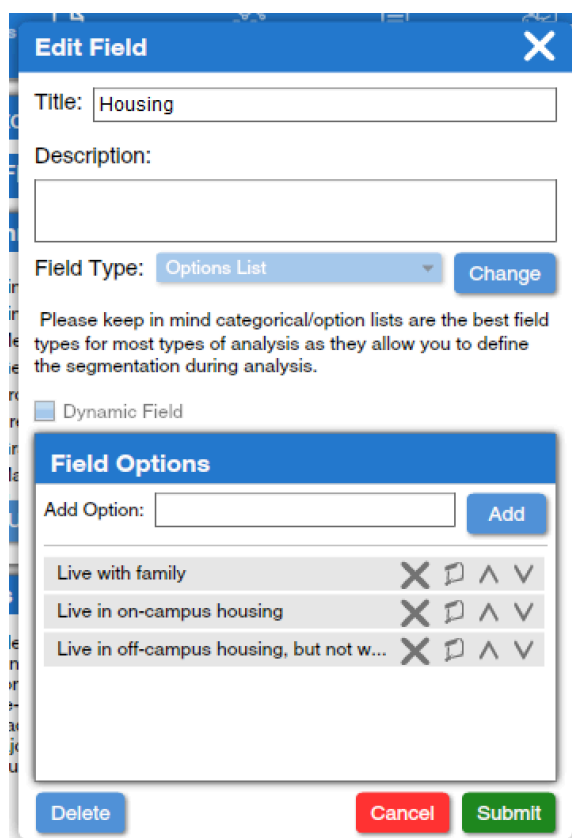 Edit Field
Title: Housing
Description:
Field Type: Options List Change
Please keep in mind categorical/option lists are the best field
types for most types of analysis as they allow you to define
the segmentation during analysis.
Dynamic Field
Field Options
Add Option: Add
Live with family
Live in on-campus housing
Live in off-campus housing, but not w...
Delete Cancel Submit